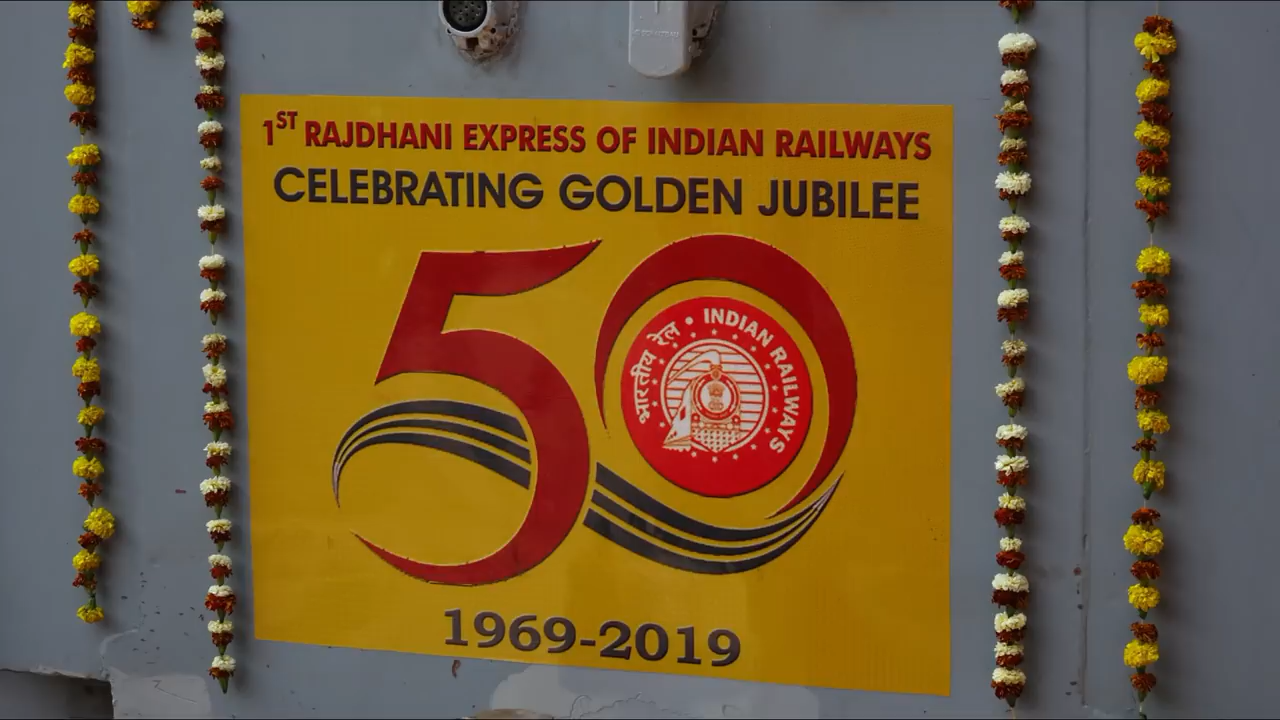 1ST RAJDHANI EXPRESS OF INDIAN RAILWAYS
CELEBRATING GOLDEN JUBILEE
50
भारतीय रेल • INDIAN RAILWAYS
1969-2019